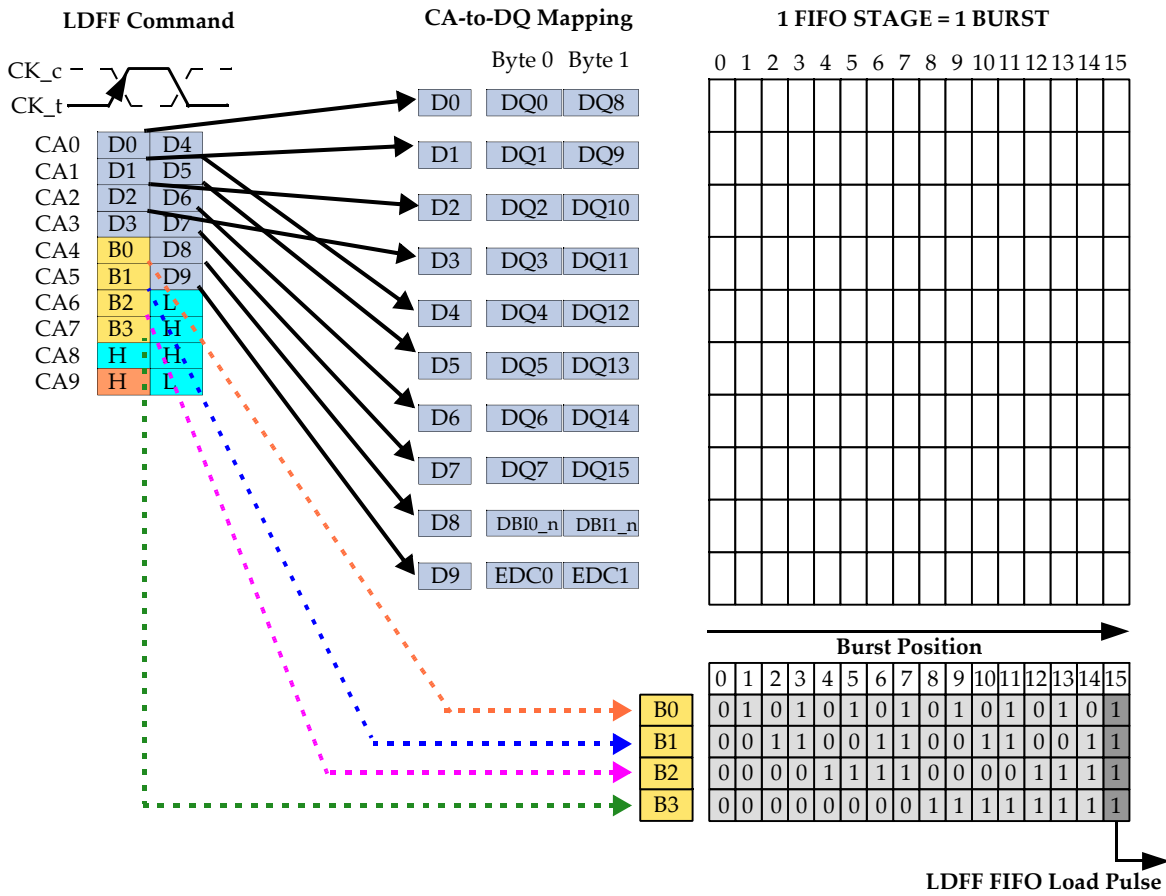 LDFF Command CA-to-DQ Mapping 1 FIFO STAGE = 1 BURST
Byte 0 Byte 1
0 1 2 3 4 5 6 7 8 9 10 11 12 13 14 15
CK_c
CK_t
D0 DQ0 DQ8
CA0 D0 D4
D1 DQ1 DQ9
CA1 D1 D5
CA2 D2 D6
D2 DQ2 DQ10
CA3 D3 D7
CA4 B0 D8
D3 DQ3 DQ11
CA5 B1 D9
CA6 B2 L
D4 DQ4 DQ12
CA7 B3 H
CA8 H H
D5 DQ5 DQ13
CA9 H L
D6 DQ6 DQ14
D7 DQ7 DQ15
D8 DBI0_n DBI1_n
D9 EDC0 EDC1
Burst Position
0 1 2 3 4 5 6 7 8 9 10 11 12 13 14 15
B0 0 1 0 1 0 1 0 1 0 1 0 1 0 1 0 1
B1 0 0 1 1 0 0 1 1 0 0 1 1 0 0 1 1
B2 0 0 0 0 1 1 1 1 0 0 0 0 1 1 1 1
B3 0 0 0 0 0 0 0 0 1 1 1 1 1 1 1 1
LDFF FIFO Load Pulse